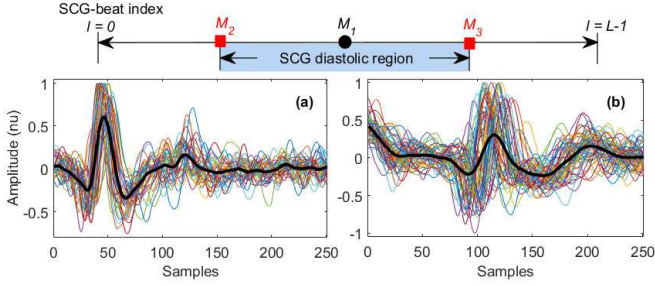 SCG-beat index
l = 0
M2
M1
M3
l = L-1
SCG diastolic region
(a)
(b)
Amplitude (nu)
1
0.5
0
-0.5
0
50
100
150
200
250
Samples
1
0.5
0
-0.5
-1
0
50
100
150
200
250
Samples